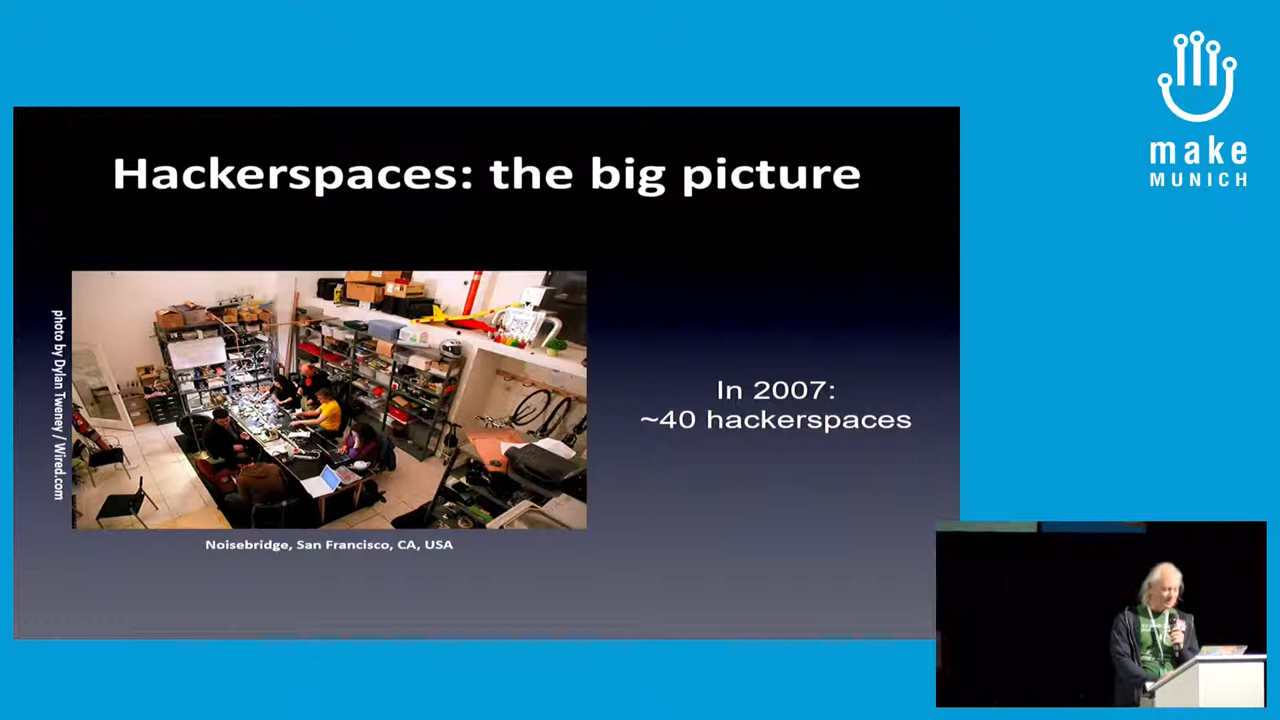 make
MUNICH
Hackerspaces: the big picture
photo by Dylan Tweney / Wired.com
In 2007:
~40 hackerspaces
Noisebridge, San Francisco, CA, USA